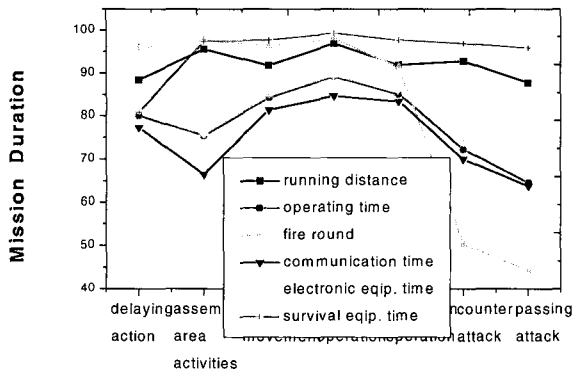 Mission Duration
100
90
80
70
60
50
40
running distance
operating time
fire round
communication time
electronic eqip. time
survival eqip. time
delaying
action
gassem
area
activities
ncounter
attack
passing
attack